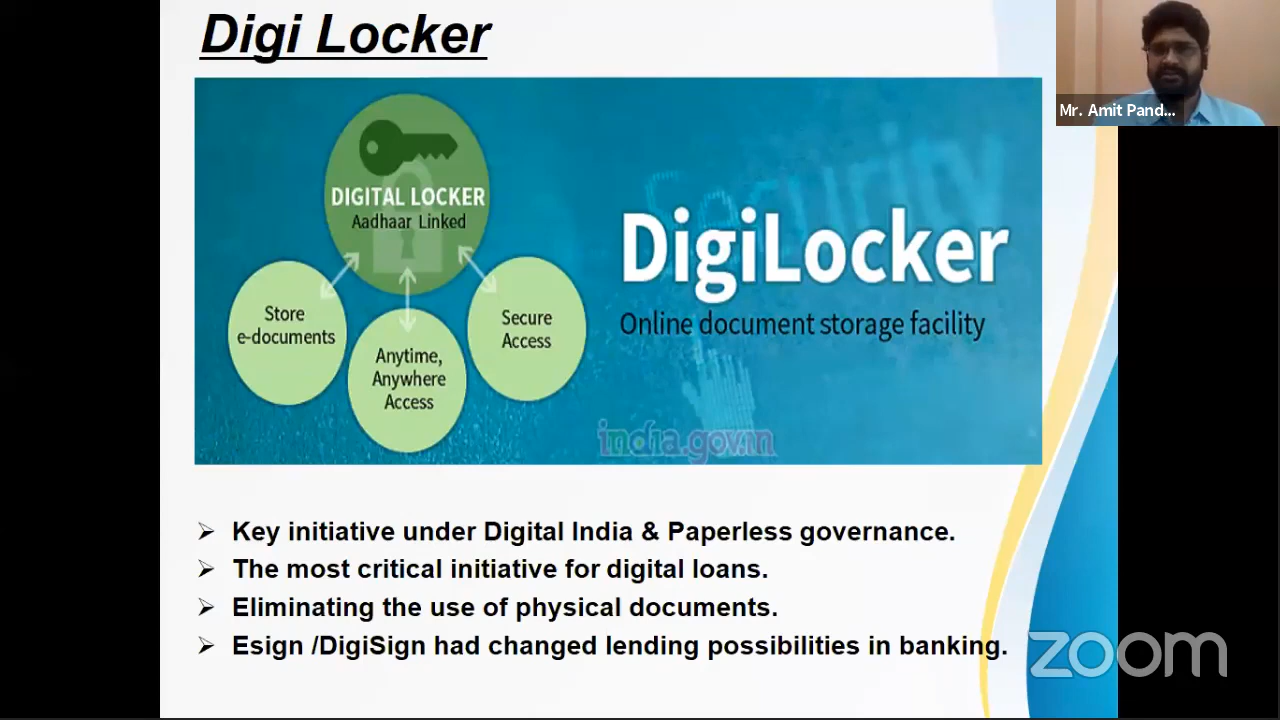 Digi Locker
Mr. Amit Pand...
Security
DIGITAL LOCKER
Aadhaar Linked
Store
e-documents
Anytime,
Anywhere
Access
Secure
Access
DigiLocker
Online document storage facility
india.gov.in
Key initiative under Digital India & Paperless governance.
The most critical initiative for digital loans.
Eliminating the use of physical documents.
Esign /DigiSign had changed lending possibilities in banking.
zoom